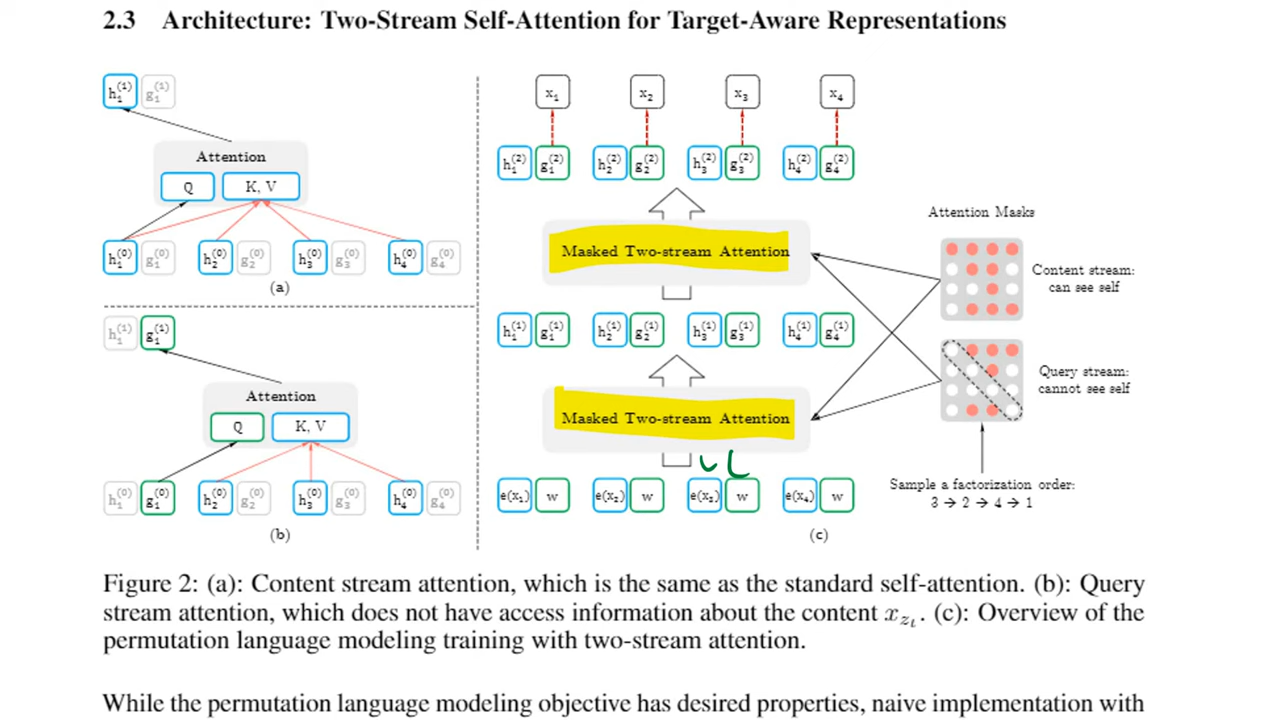 2.3 Architecture: Two-Stream Self-Attention for Target-Aware Representations
h₁⁽¹⁾ g₁⁽¹⁾
Attention
Q K, V
h₁⁽⁰⁾ g₁⁽⁰⁾ h₂⁽⁰⁾ g₂⁽⁰⁾ h₃⁽⁰⁾ g₃⁽⁰⁾ h₄⁽⁰⁾ g₄⁽⁰⁾
(a)
h₁⁽¹⁾ g₁⁽¹⁾
Attention
Q K, V
h₁⁽⁰⁾ g₁⁽⁰⁾ h₂⁽⁰⁾ g₂⁽⁰⁾ h₃⁽⁰⁾ g₃⁽⁰⁾ h₄⁽⁰⁾ g₄⁽⁰⁾
(b)
x₁ x₂ x₃ x₄
h₁⁽²⁾ g₁⁽²⁾ h₂⁽²⁾ g₂⁽²⁾ h₃⁽²⁾ g₃⁽²⁾ h₄⁽²⁾ g₄⁽²⁾
Masked Two-stream Attention
h₁⁽¹⁾ g₁⁽¹⁾ h₂⁽¹⁾ g₂⁽¹⁾ h₃⁽¹⁾ g₃⁽¹⁾ h₄⁽¹⁾ g₄⁽¹⁾
Masked Two-stream Attention
e(x₁) w e(x₂) w e(x₃) w e(x₄) w
(c)
Attention Masks
Content stream:
can see self
Query stream:
cannot see self
Sample a factorization order:
3 → 2 → 4 → 1
Figure 2: (a): Content stream attention, which is the same as the standard self-attention. (b): Query
stream attention, which does not have access information about the content x_{z_t}. (c): Overview of the
permutation language modeling training with two-stream attention.
While the permutation language modeling objective has desired properties, naive implementation with